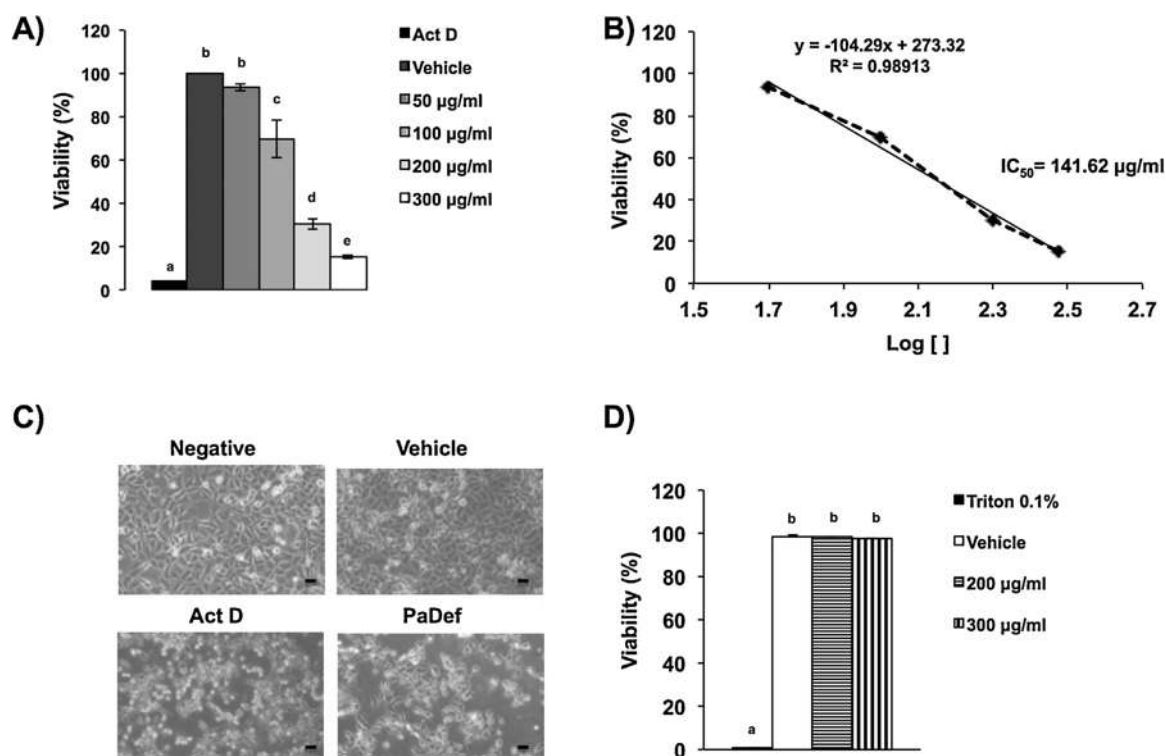 A)
120
100
80
60
40
20
0
Viability (%)
a
b
b
c
d
e
Act D
Vehicle
50 µg/ml
100 µg/ml
200 µg/ml
300 µg/ml
B)
y = -104.29x + 273.32
R² = 0.98913
120
100
80
60
40
20
0
Viability (%)
IC₅₀= 141.62 µg/ml
1.5 1.7 1.9 2.1 2.3 2.5 2.7
Log [ ]
C)
Negative Vehicle
Act D PaDef
D)
120
100
80
60
40
20
0
Viability (%)
a
b b b
Triton 0.1%
Vehicle
200 µg/ml
300 µg/ml